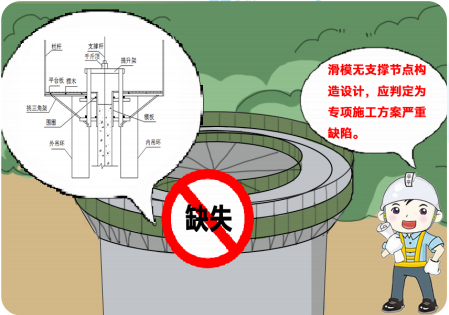 支撑杆
千斤顶
提升架
栏杆
平台板
楞木
挑三角架
围圈
模板
外吊环
内吊环
缺失
滑模无支撑节点构
造设计，应判定为
专项施工方案严重
缺陷。